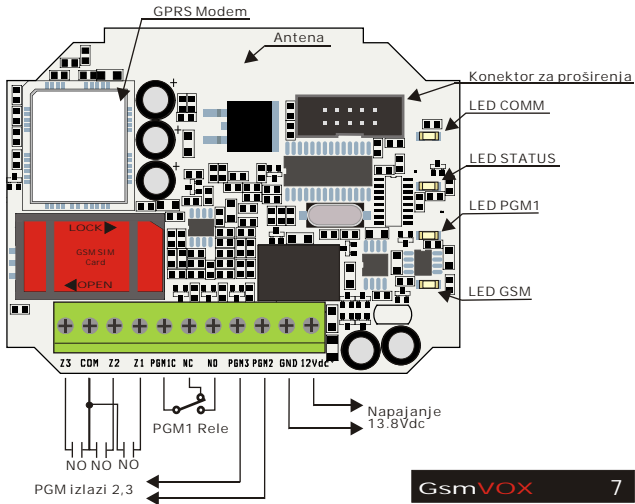 GPRS Modem
Antena
Konektor za proširenja
LED COMM
LED STATUS
LED PGM1
LED GSM
LOCK
GSM SIM
Card
OPEN
Z3 COM Z2 Z1 PGM1C NC NO PGM3 PGM2 GND 12Vdc
Napajanje
13.8Vdc
PGM1 Rele
NO NO NO
PGM izlazi 2,3
GsmVOX 7